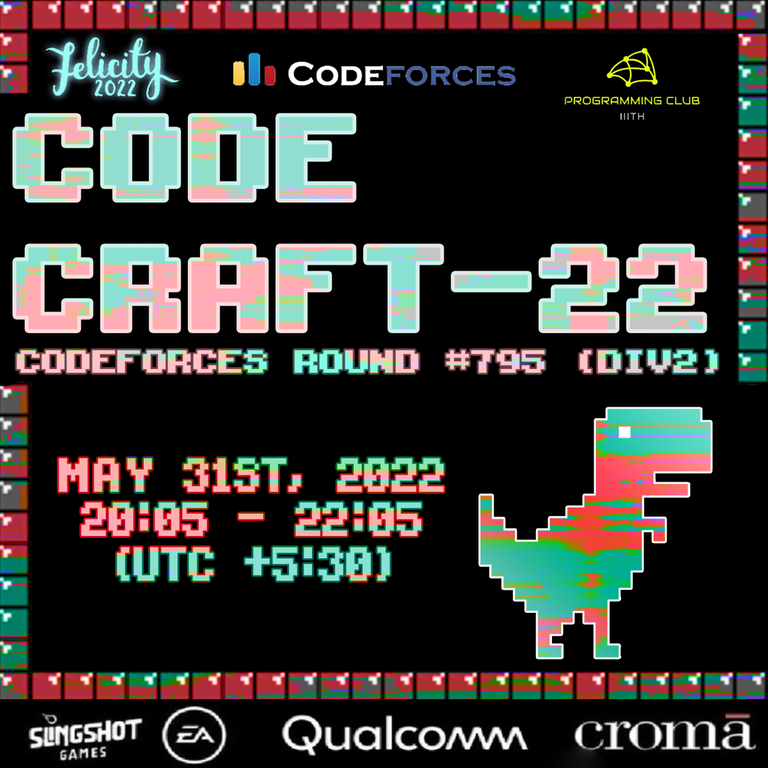 Felicity
2022
CODEFORCES
PROGRAMMING CLUB
IIITH
CODE
CRAFT-22
CODEFORCES ROUND #795 (DIV2)
MAY 31ST, 2022
20:05 - 22:05
(UTC +5:30)
SLINGSHOT
GAMES
EA
Qualcomm
cromā